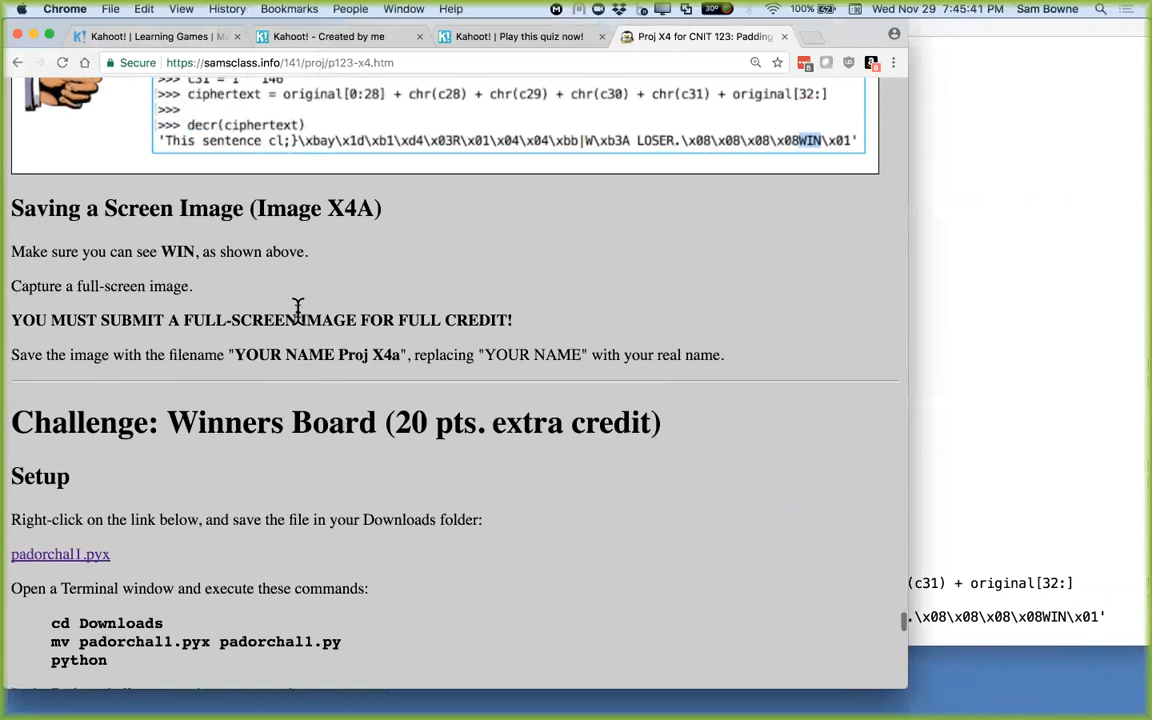 Chrome File Edit View History Bookmarks People Window Help 30° 100% Wed Nov 29 7:45:41 PM Sam Bowne
Kahoot! | Learning Games | M
Kahoot! - Created by me
Kahoot! | Play this quiz now!
Proj X4 for CNIT 123: Padding
Secure https://samsclass.info/141/proj/p123-x4.htm
>>> c31 = 1 ^ 146
>>> ciphertext = original[0:28] + chr(c28) + chr(c29) + chr(c30) + chr(c31) + original[32:]
>>>
>>> decr(ciphertext)
'This sentence cl;}\xbay\x1d\xb1\xd4\x03R\x01\x04\x04\xbb|W\xb3A LOSER.\x08\x08\x08\x08WIN\x01'
Saving a Screen Image (Image X4A)
Make sure you can see WIN, as shown above.
Capture a full-screen image.
YOU MUST SUBMIT A FULL-SCREEN IMAGE FOR FULL CREDIT!
Save the image with the filename "YOUR NAME Proj X4a", replacing "YOUR NAME" with your real name.
Challenge: Winners Board (20 pts. extra credit)
Setup
Right-click on the link below, and save the file in your Downloads folder:
padorchal1.pyx
Open a Terminal window and execute these commands:
cd Downloads
mv padorchal1.pyx padorchal1.py
python
(c31) + original[32:]
.\x08\x08\x08\x08WIN\x01'